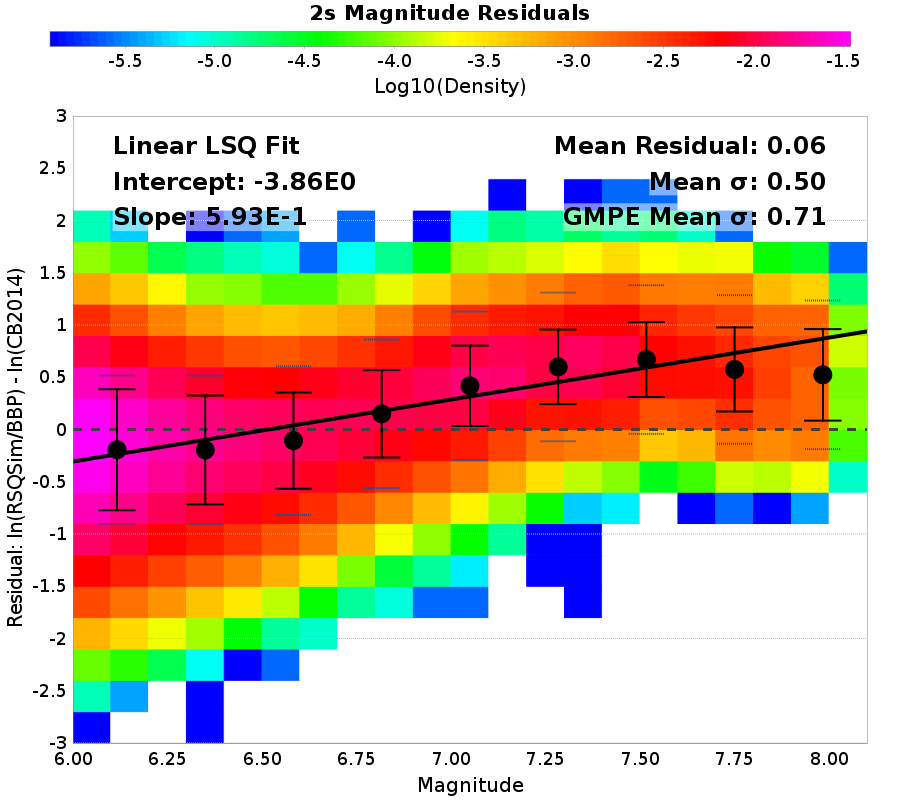 2s Magnitude Residuals
-5.5 -5.0 -4.5 -4.0 -3.5 -3.0 -2.5 -2.0 -1.5
Log10(Density)
Linear LSQ Fit
Intercept: -3.86E0
Slope: 5.93E-1
Mean Residual: 0.06
Mean σ: 0.50
GMPE Mean σ: 0.71
Residual: ln(RSQSim/BBP) - ln(CB2014)
3
2.5
2
1.5
1
0.5
0
-0.5
-1
-1.5
-2
-2.5
-3
6.00 6.25 6.50 6.75 7.00 7.25 7.50 7.75 8.00
Magnitude